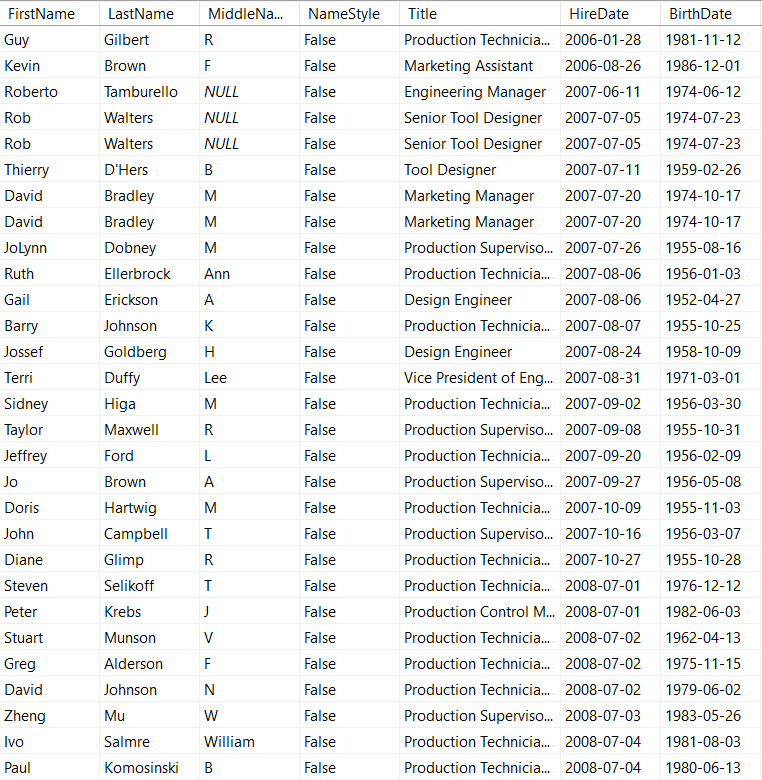 FirstName LastName MiddleNa... NameStyle Title HireDate BirthDate
Guy Gilbert R False Production Technicia... 2006-01-28 1981-11-12
Kevin Brown F False Marketing Assistant 2006-08-26 1986-12-01
Roberto Tamburello NULL False Engineering Manager 2007-06-11 1974-06-12
Rob Walters NULL False Senior Tool Designer 2007-07-05 1974-07-23
Rob Walters NULL False Senior Tool Designer 2007-07-05 1974-07-23
Thierry D'Hers B False Tool Designer 2007-07-11 1959-02-26
David Bradley M False Marketing Manager 2007-07-20 1974-10-17
David Bradley M False Marketing Manager 2007-07-20 1974-10-17
JoLynn Dobney M False Production Superviso... 2007-07-26 1955-08-16
Ruth Ellerbrock Ann False Production Technicia... 2007-08-06 1956-01-03
Gail Erickson A False Design Engineer 2007-08-06 1952-04-27
Barry Johnson K False Production Technicia... 2007-08-07 1955-10-25
Jossef Goldberg H False Design Engineer 2007-08-24 1958-10-09
Terri Duffy Lee False Vice President of Eng... 2007-08-31 1971-03-01
Sidney Higa M False Production Technicia... 2007-09-02 1956-03-30
Taylor Maxwell R False Production Superviso... 2007-09-08 1955-10-31
Jeffrey Ford L False Production Technicia... 2007-09-20 1956-02-09
Jo Brown A False Production Superviso... 2007-09-27 1956-05-08
Doris Hartwig M False Production Technicia... 2007-10-09 1955-11-03
John Campbell T False Production Superviso... 2007-10-16 1956-03-07
Diane Glimp R False Production Technicia... 2007-10-27 1955-10-28
Steven Selikoff T False Production Technicia... 2008-07-01 1976-12-12
Peter Krebs J False Production Control M... 2008-07-01 1982-06-03
Stuart Munson V False Production Technicia... 2008-07-02 1962-04-13
Greg Alderson F False Production Technicia... 2008-07-02 1975-11-15
David Johnson N False Production Technicia... 2008-07-02 1979-06-02
Zheng Mu W False Production Superviso... 2008-07-03 1983-05-26
Ivo Salmre William False Production Technicia... 2008-07-04 1981-08-03
Paul Komosinski B False Production Technicia... 2008-07-04 1980-06-13